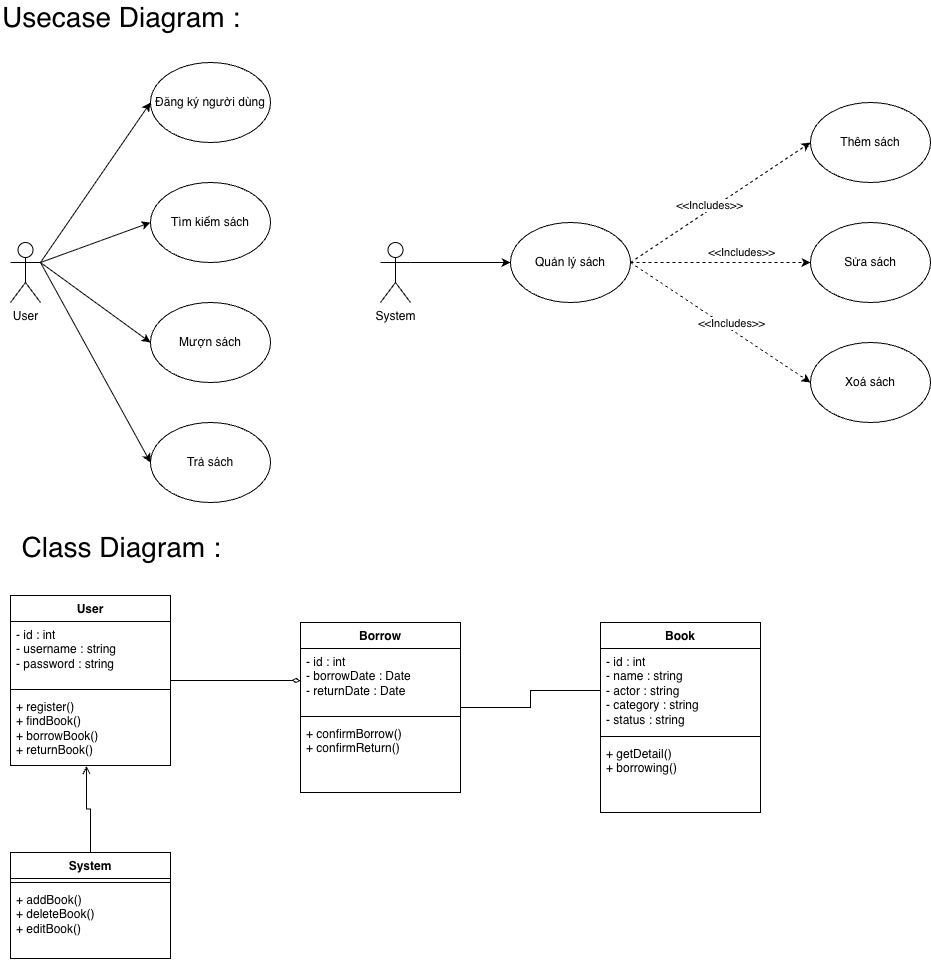 Usecase Diagram :
Đăng ký người dùng
Thêm sách
<<Includes>>
Tìm kiếm sách
Quản lý sách
<<Includes>>
Sửa sách
User
System
<<Includes>>
Mượn sách
Xoá sách
Trả sách
Class Diagram :
User
- id : int
- username : string
- password : string
+ register()
+ findBook()
+ borrowBook()
+ returnBook()
Borrow
- id : int
- borrowDate : Date
- returnDate : Date
+ confirmBorrow()
+ confirmReturn()
Book
- id : int
- name : string
- actor : string
- category : string
- status : string
+ getDetail()
+ borrowing()
System
+ addBook()
+ deleteBook()
+ editBook()